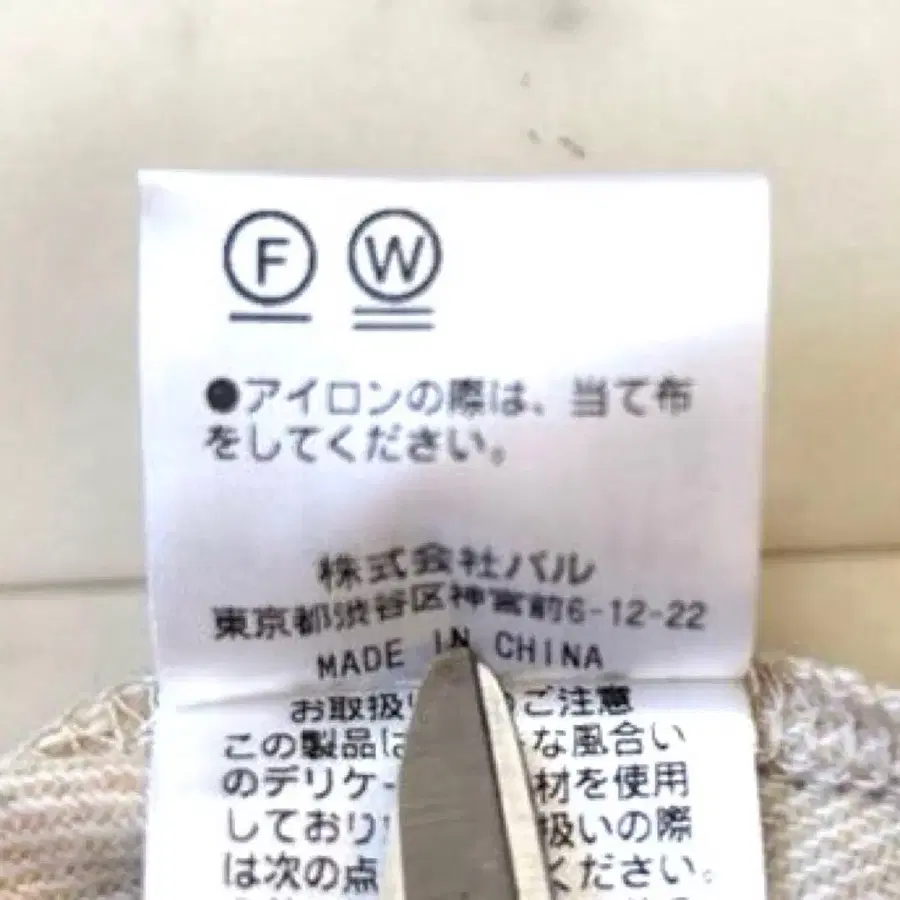 F W
●アイロンの際は、当て布
をしてください。
株式会社バル
東京都渋谷区神宮前6-12-22
MADE IN CHINA
お取扱 のご注意
この製品は な風合い
のデリケー 材を使用
しており 扱いの際
は次の点 ください。